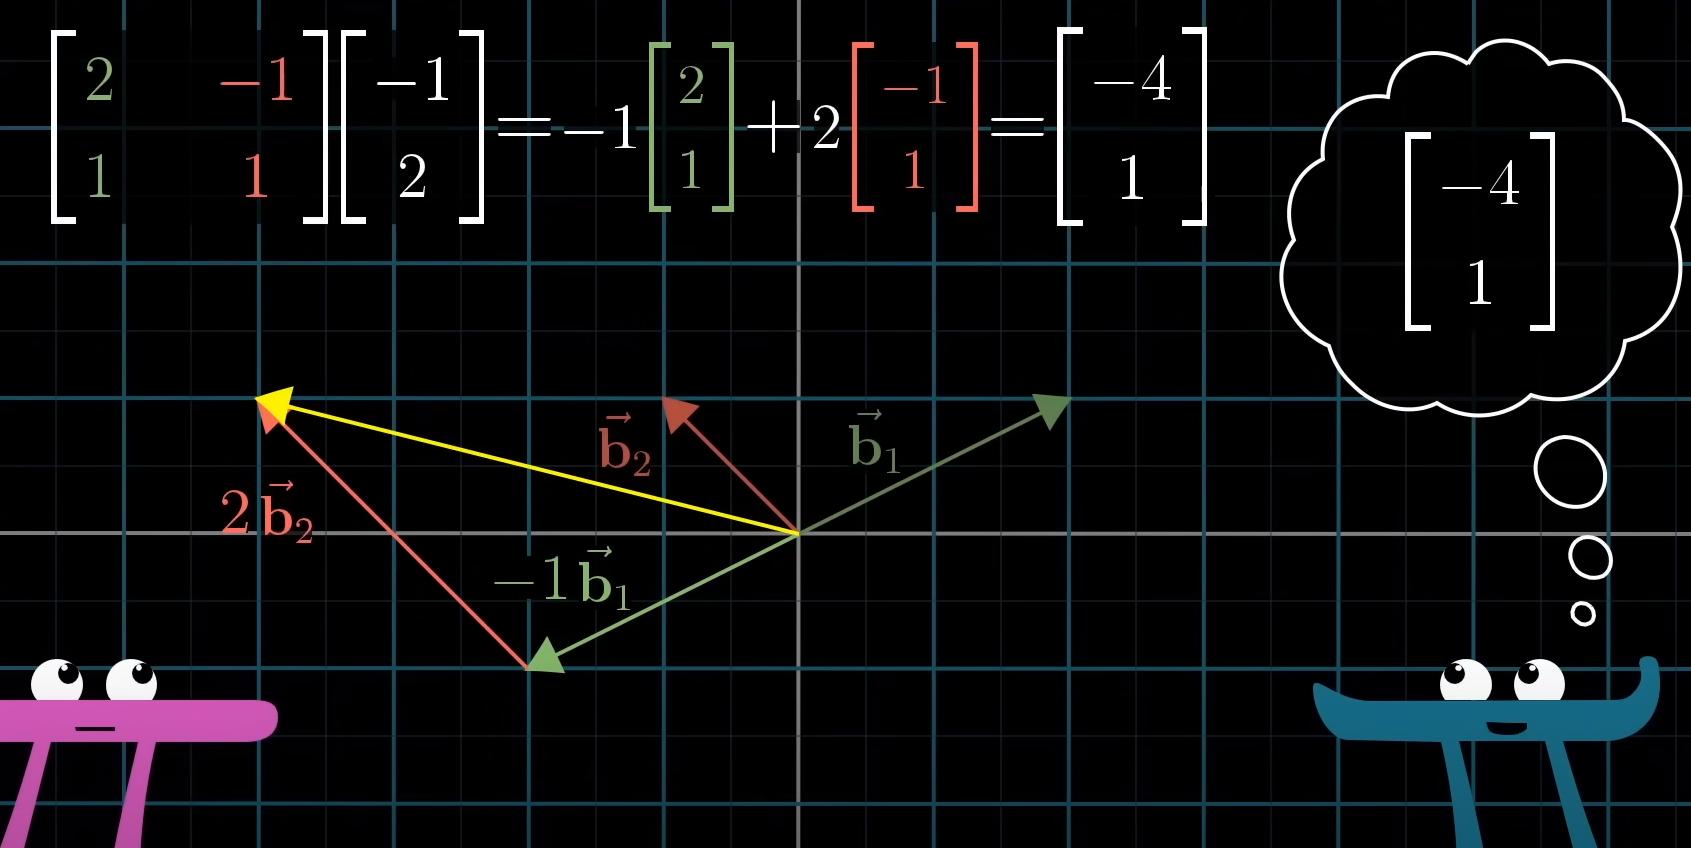 [2 −1; 1 1] [−1; 2] = −1 [2; 1] + 2 [−1; 1] = [−4; 1]
[−4; 1]
b⃗₂
b⃗₁
2b⃗₂
−1b⃗₁